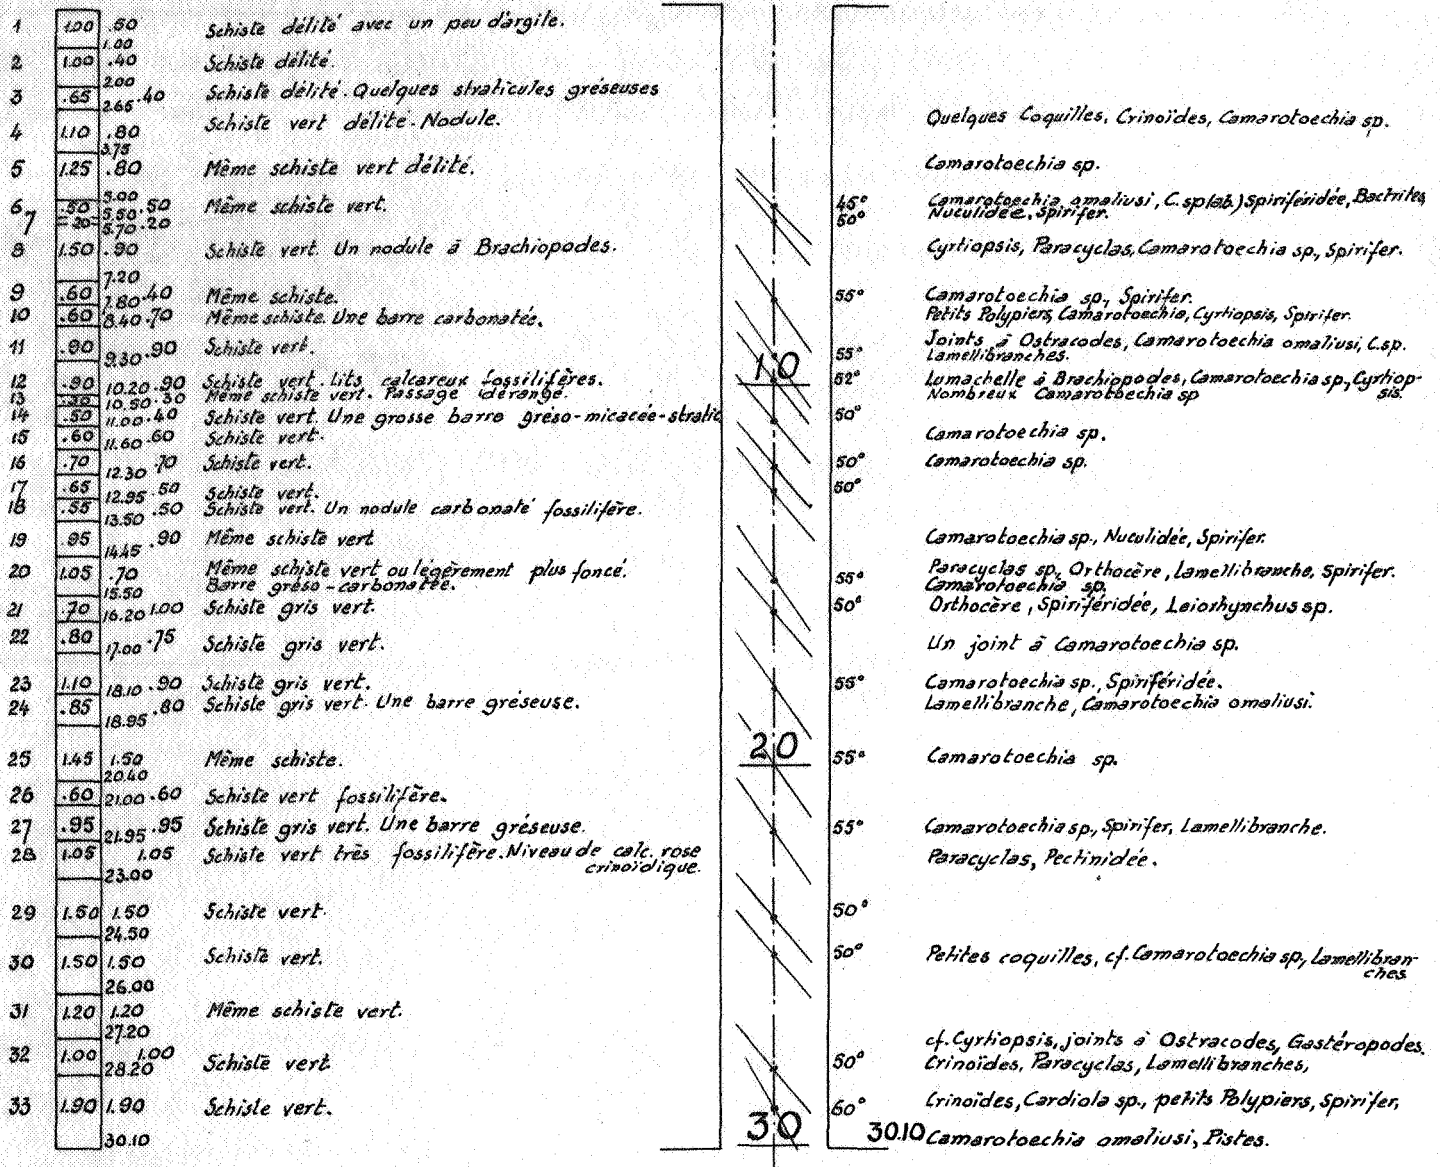 1 1.00 .60 Schiste délité avec un peu d'argile.
1.00
2 1.00 .40 Schiste délité.
2.00
3 .65 .40 Schiste délité. Quelques straticules gréseuses
2.65
4 1.10 .80 Schiste vert délité. Nodule. Quelques Coquilles, Crinoïdes, Camarotoechia sp.
3.75
5 1.25 .80 Même schiste vert délité. Camarotoechia sp.
5.00
6 .50 .50 Même schiste vert. 45° Camarotoechia omaliusi, C. sp(ab.) Spiriféridée, Bactrites,
5.50
7 .20 .20 50° Nuculidée, Spirifer.
5.70
8 1.50 .90 Schiste vert. Un nodule à Brachiopodes. Cyrtiopsis, Paracyclas, Camarotoechia sp., Spirifer.
7.20
9 .60 .40 Même schiste. 55° Camarotoechia sp., Spirifer.
7.80
10 .60 .70 Même schiste. Une barre carbonatée. Petits Polypiers, Camarotoechia, Cyrtiopsis, Spirifer.
8.40
11 .90 .90 Schiste vert. 55° Joints à Ostracodes, Camarotoechia omaliusi, C.sp.
9.30 Lamellibranches.
10
12 .90 .90 Schiste vert. Lits calcareux fossilifères. 52° Lumachelle à Brachiopodes, Camarotoechia sp., Cyrtiop-
10.20 sis.
13 .30 .30 Même schiste vert. Passage dérangé. Nombreux Camarotoechia sp
10.50
14 .50 .40 Schiste vert. Une grosse barre gréso-micacée-stratic 50°
11.00
15 .60 .60 Schiste vert. Camarotoechia sp.
11.60
16 .70 .70 Schiste vert. 50° Camarotoechia sp.
12.30
17 .65 .50 Schiste vert. 50°
12.95
18 .55 .50 Schiste vert. Un nodule carbonaté fossilifère.
13.50
19 .95 .90 Même schiste vert Camarotoechia sp., Nuculidée, Spirifer.
14.45
20 1.05 .70 Même schiste vert ou légèrement plus foncé. 55° Paracyclas sp., Orthocère, Lamellibranche, Spirifer.
15.50 Barre gréso-carbonatée. Camarotoechia sp.
21 .70 1.00 Schiste gris vert. 50° Orthocère, Spiriféridée, Leiorhynchus sp.
16.20
22 .80 .75 Schiste gris vert. Un joint à Camarotoechia sp.
17.00
23 1.10 .90 Schiste gris vert. 55° Camarotoechia sp., Spiriféridée.
18.10
24 .85 .80 Schiste gris vert. Une barre gréseuse. Lamellibranche, Camarotoechia omaliusi.
18.95
20
25 1.45 1.50 Même schiste. 55° Camarotoechia sp.
20.40
26 .60 .60 Schiste vert fossilifère.
21.00
27 .95 .95 Schiste gris vert. Une barre gréseuse. 55° Camarotoechia sp., Spirifer, Lamellibranche.
21.95
28 1.05 1.05 Schiste vert très fossilifère. Niveau de calc. rose Paracyclas, Pectinidée.
crinoïdique.
23.00
29 1.50 1.50 Schiste vert. 50°
24.50
30 1.50 1.50 Schiste vert. 50° Petites coquilles, cf. Camarotoechia sp., Lamellibran-
ches
26.00
31 1.20 1.20 Même schiste vert.
27.20
cf. Cyrtiopsis, joints à Ostracodes, Gastéropodes.
32 1.00 1.00 Schiste vert 50° Crinoïdes, Paracyclas, Lamellibranches,
28.20
33 1.90 1.90 Schiste vert. 60° Crinoïdes, Cardiola sp., petits Polypiers, Spirifer,
30
30.10 30.10 Camarotoechia omaliusi, Pistes.